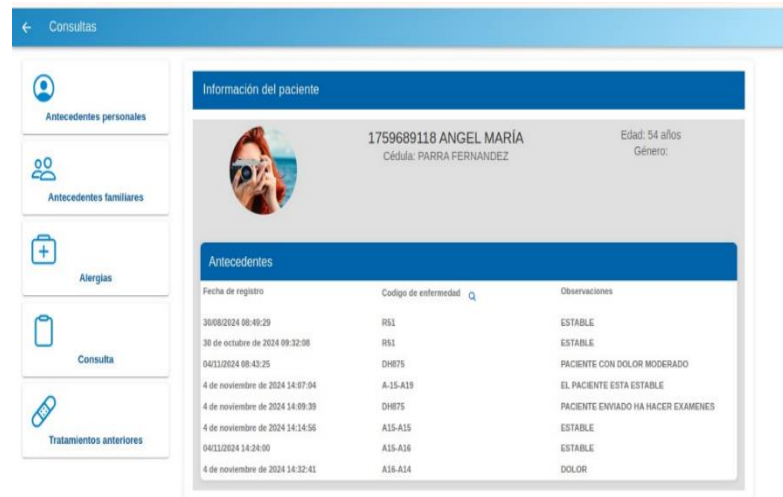 Consultas
Antecedentes personales
Antecedentes familiares
Alergias
Consulta
Tratamientos anteriores
Información del paciente
1759689118 ANGEL MARÍA
Cédula: PARRA FERNANDEZ
Edad: 54 años
Género:
Antecedentes
Fecha de registro Codigo de enfermedad Observaciones
30/08/2024 08:49:29 R51 ESTABLE
30 de octubre de 2024 09:32:08 R51 ESTABLE
04/11/2024 08:43:25 DH875 PACIENTE CON DOLOR MODERADO
4 de noviembre de 2024 14:07:04 A-15-A19 EL PACIENTE ESTA ESTABLE
4 de noviembre de 2024 14:09:39 DH875 PACIENTE ENVIADO HA HACER EXAMENES
4 de noviembre de 2024 14:14:56 A15-A15 ESTABLE
04/11/2024 14:24:00 A15-A16 ESTABLE
4 de noviembre de 2024 14:32:41 A16-A14 DOLOR